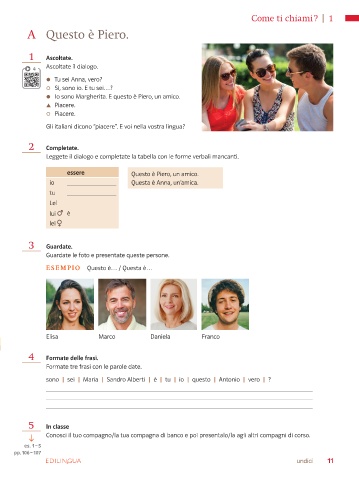 Come ti chiami? | 1
A Questo è Piero.
1 Ascoltate.
4
Ascoltate il dialogo.
● Tu sei Anna, vero?
○ Sì, sono io. E tu sei…?
● Io sono Margherita. E questo è Piero, un amico.
▲ Piacere.
○ Piacere.
Gli italiani dicono "piacere". E voi nella vostra lingua?
2 Completate.
Leggete il dialogo e completate la tabella con le forme verbali mancanti.
essere
io
tu
Lei
lui ♂ è
lei ♀
Questo è Piero, un amico.
Questa è Anna, un'amica.
3 Guardate.
Guardate le foto e presentate queste persone.
ESEMPIO Questo è… / Questa è…
Elisa Marco Daniela Franco
4 Formate delle frasi.
Formate tre frasi con le parole date.
sono | sei | Maria | Sandro Alberti | è | tu | io | questo | Antonio | vero | ?
5 In classe
Conosci il tuo compagno/la tua compagna di banco e poi presentalo/la agli altri compagni di corso.
es. 1-5
pp. 106-107
EDILINGUA
undici 11